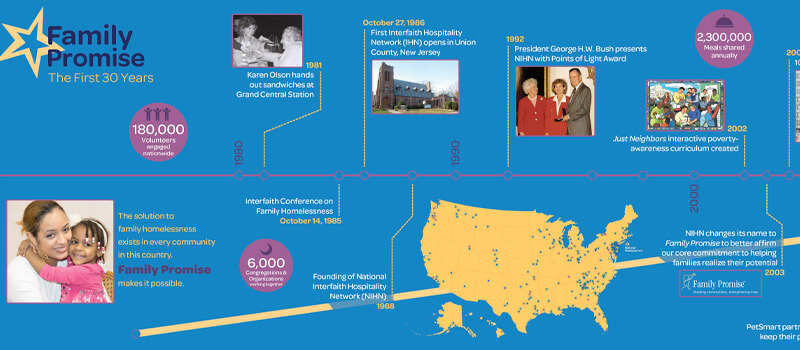 Family
Promise
The First 30 Years
180,000
Volunteers
engaged
nationwide
1981
Karen Olson hands
out sandwiches at
Grand Central Station
October 27, 1986
First Interfaith Hospitality
Network (IHN) opens in Union
County, New Jersey
1992
President George H.W. Bush presents
NIHN with Points of Light Award
2,300,000
Meals shared
annually
2002
Just Neighbors interactive poverty-
awareness curriculum created
1980
1990
2000
The solution to
family homelessness
exists in every community
in this country.
Family Promise
makes it possible.
Interfaith Conference on
Family Homelessness
October 14, 1985
6,000
Congregations &
Organizations
working together
Founding of National
Interfaith Hospitality
Network (NIHN)
1988
National
Headquarters
NIHN changes its name to
Family Promise to better affirm
our core commitment to helping
families realize their potential
2003
Family Promise
Building communities, strengthening lives.
PetSmart partn
keep their p